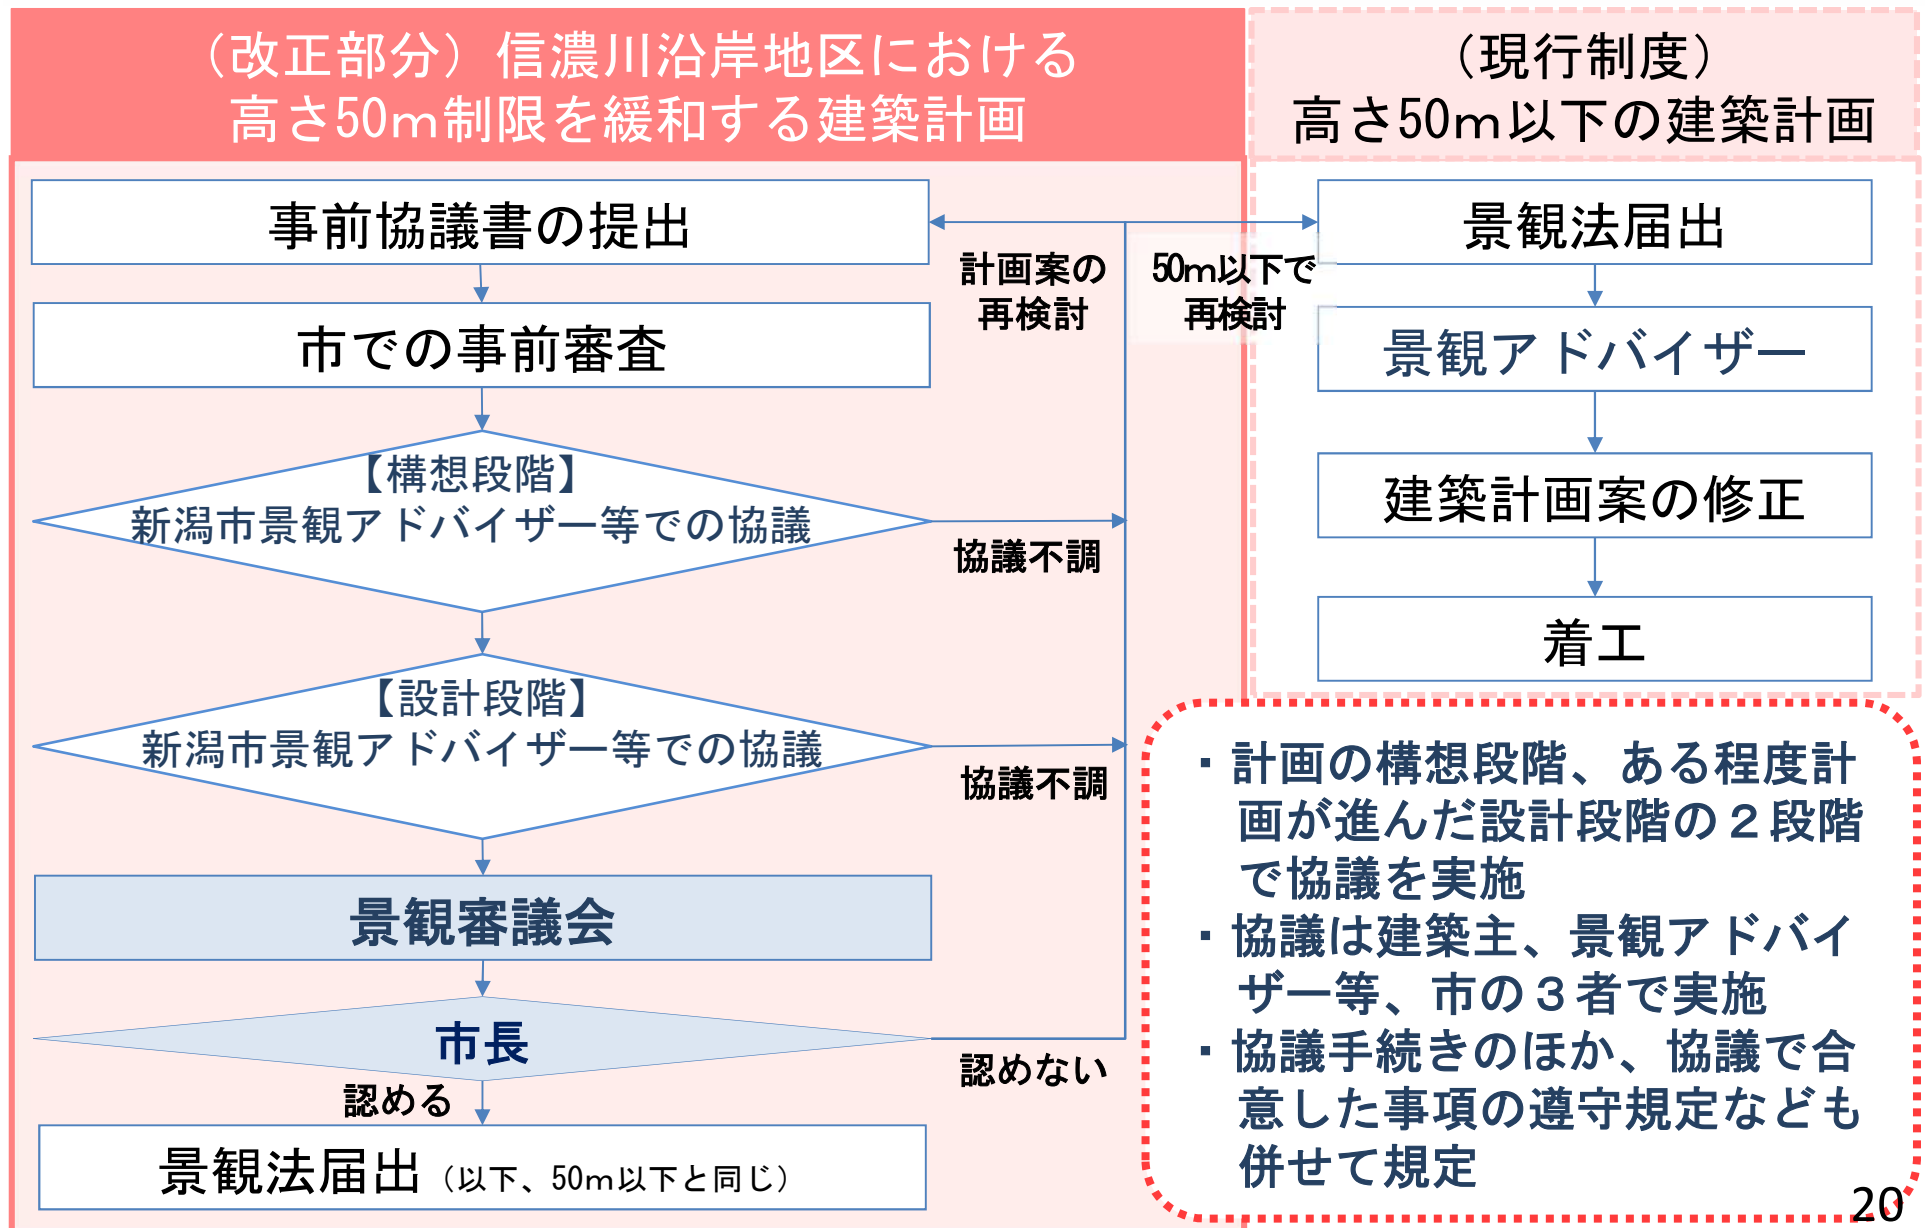 （改正部分）信濃川沿岸地区における
高さ50ｍ制限を緩和する建築計画
事前協議書の提出
市での事前審査
【構想段階】
新潟市景観アドバイザー等での協議
【設計段階】
新潟市景観アドバイザー等での協議
景観審議会
市長
認める
景観法届出（以下、50ｍ以下と同じ）
計画案の
再検討
50ｍ以下で
再検討
協議不調
協議不調
認めない
（現行制度）
高さ50ｍ以下の建築計画
景観法届出
景観アドバイザー
建築計画案の修正
着工
・計画の構想段階、ある程度計
画が進んだ設計段階の２段階
で協議を実施
・協議は建築主、景観アドバイ
ザー等、市の３者で実施
・協議手続きのほか、協議で合
意した事項の遵守規定なども
併せて規定
20